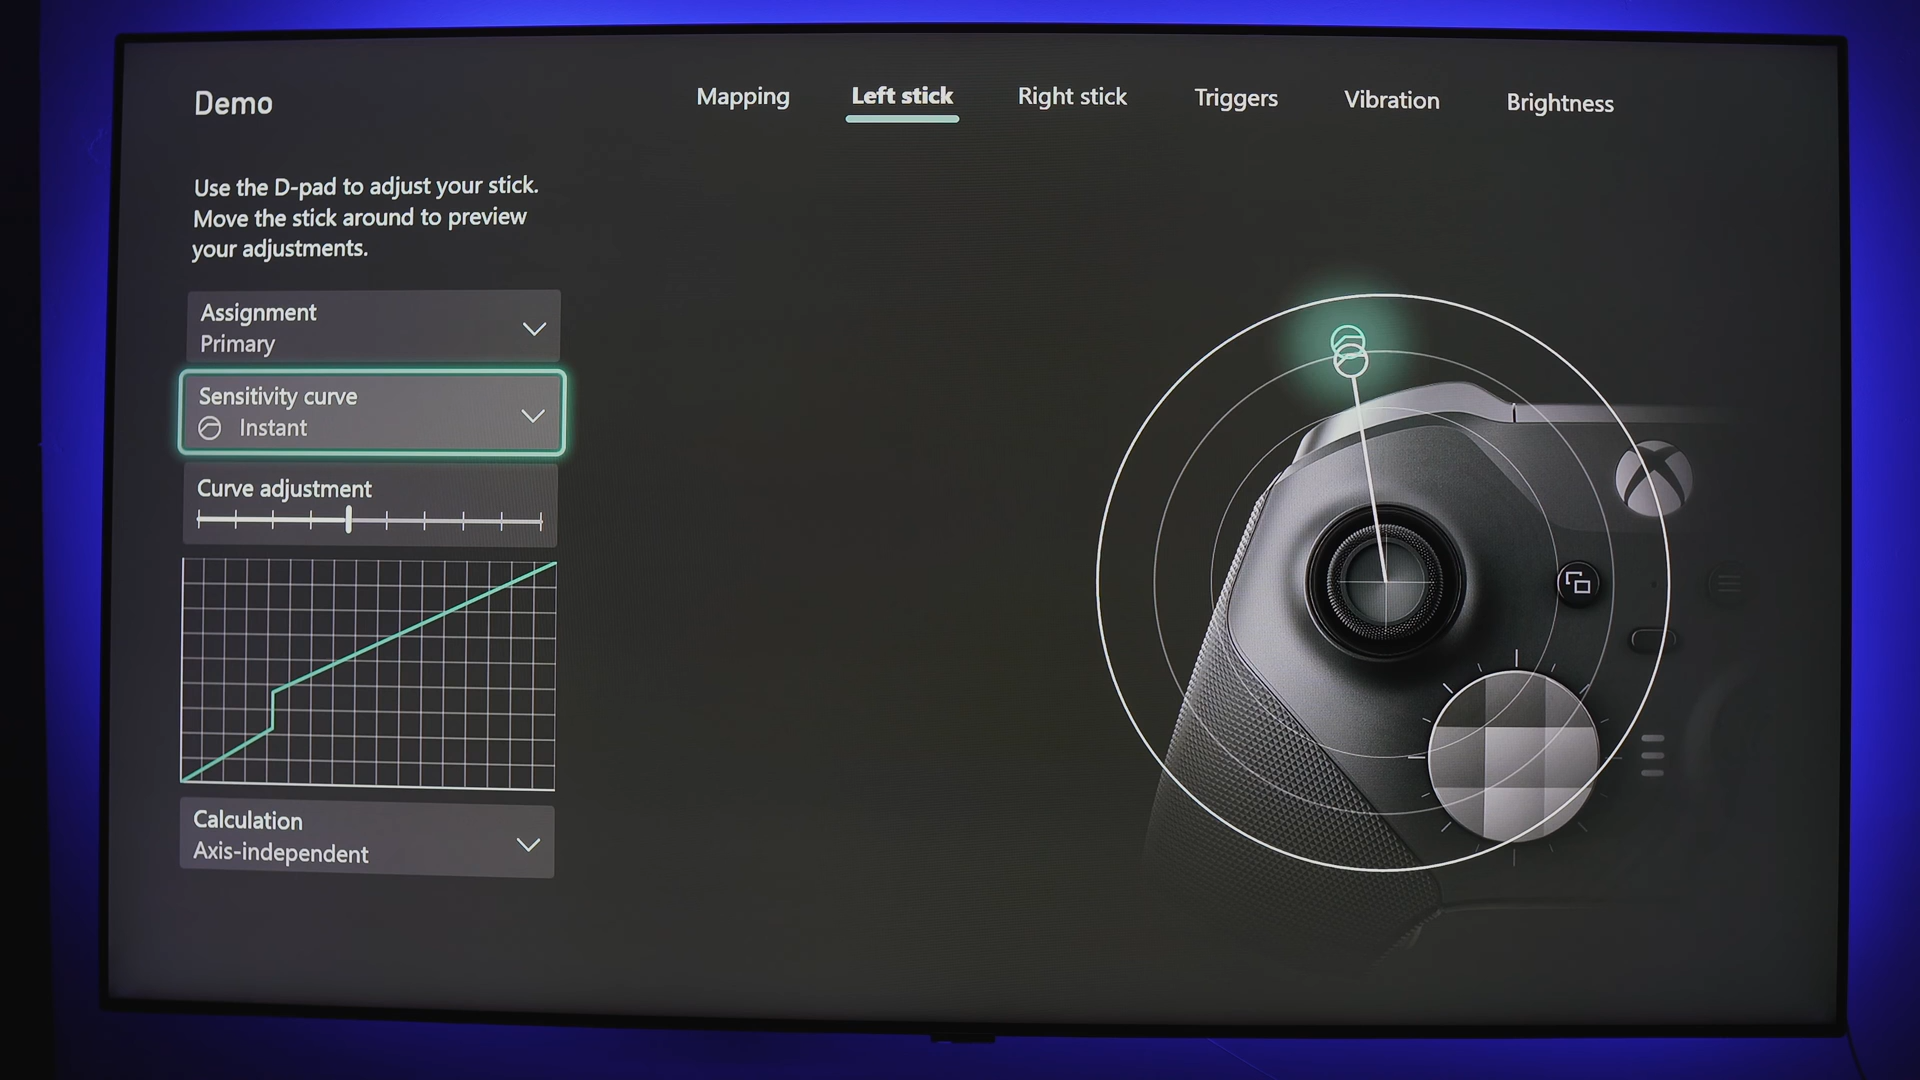 Demo
Mapping
Left stick
Right stick
Triggers
Vibration
Brightness
Use the D-pad to adjust your stick.
Move the stick around to preview
your adjustments.
Assignment
Primary
Sensitivity curve
Instant
Curve adjustment
Calculation
Axis-independent